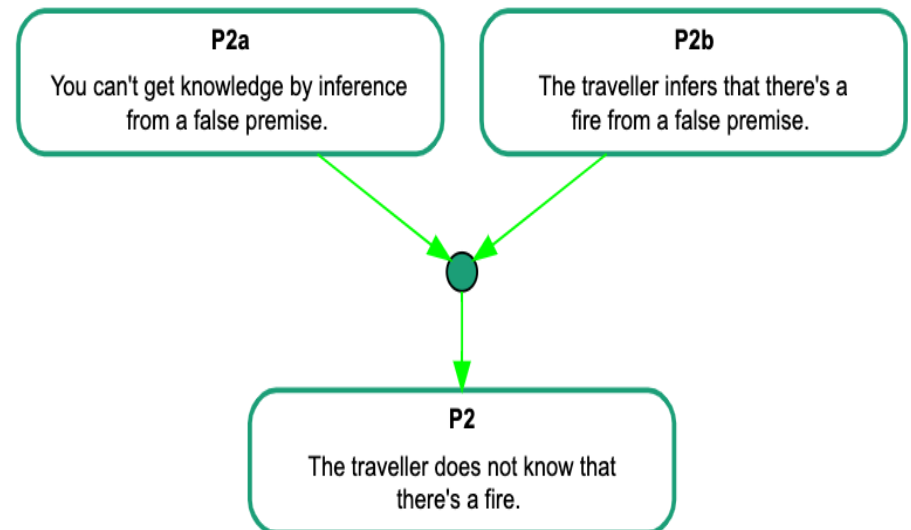 P2a
You can't get knowledge by inference
from a false premise.
P2b
The traveller infers that there's a
fire from a false premise.
P2
The traveller does not know that
there's a fire.